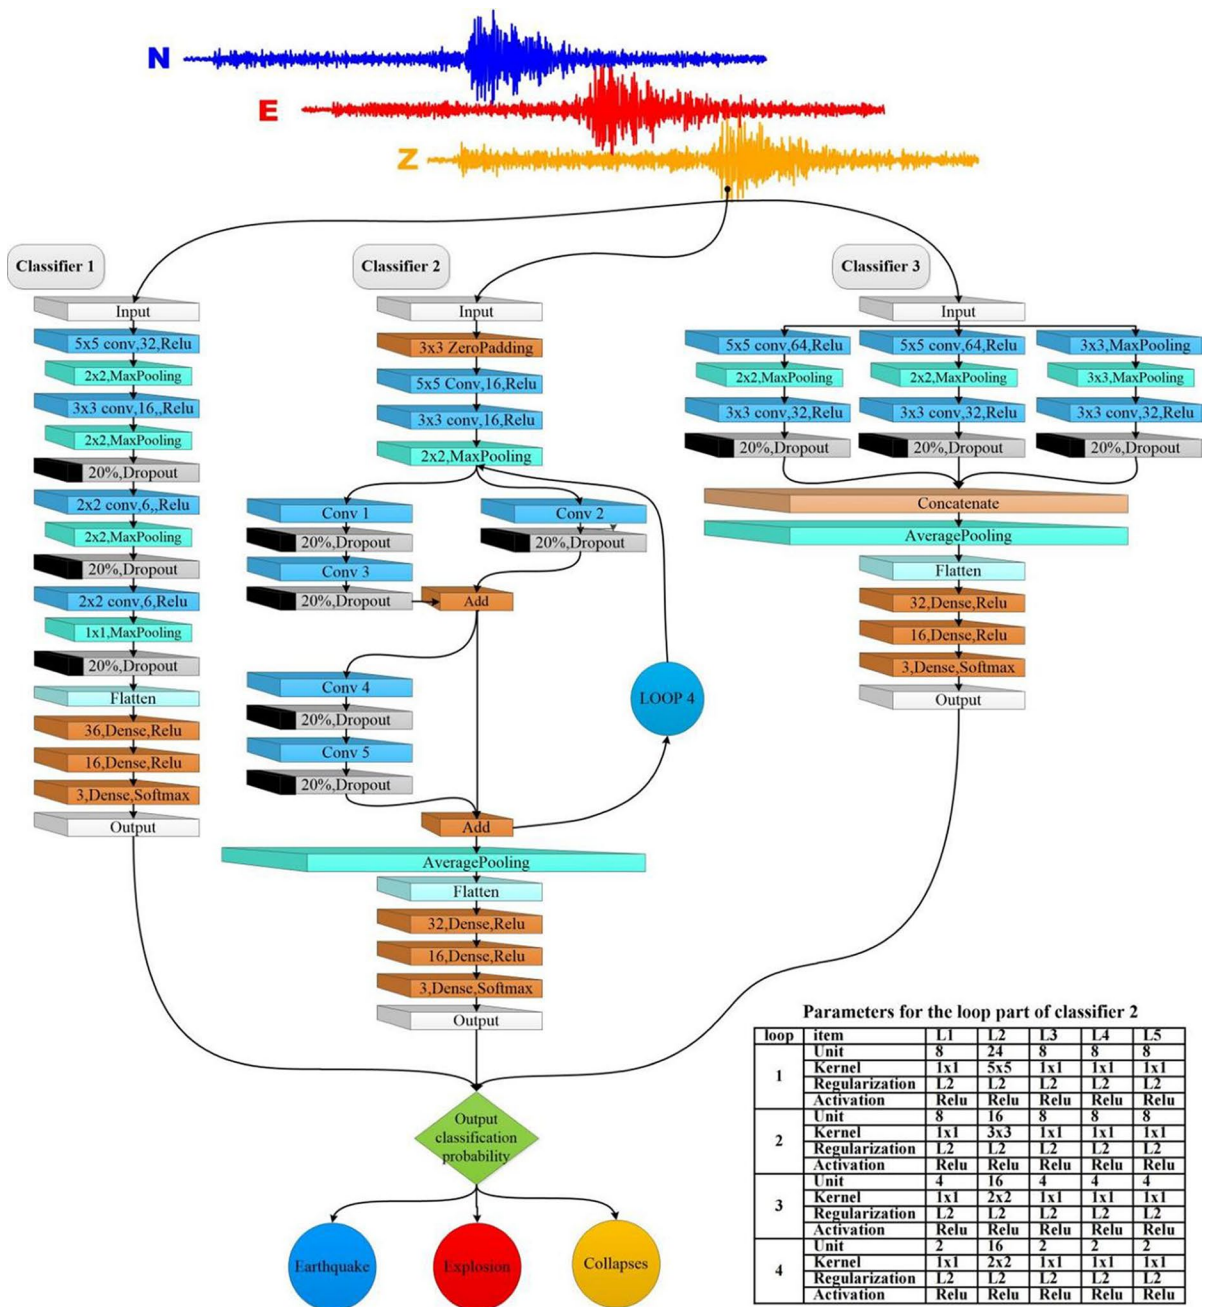 N
E
Z
Classifier 1
Input
5x5 conv,32,Relu
2x2,MaxPooling
3x3 conv,16,,Relu
2x2,MaxPooling
20%,Dropout
2x2 conv,6,,Relu
2x2,MaxPooling
20%,Dropout
2x2 conv,6,Relu
1x1,MaxPooling
20%,Dropout
Flatten
36,Dense,Relu
16,Dense,Relu
3,Dense,Softmax
Output
Classifier 2
Input
3x3 ZeroPadding
5x5 Conv,16,Relu
3x3 conv,16,Relu
2x2,MaxPooling
Conv 1
20%,Dropout
Conv 3
20%,Dropout
Conv 2
20%,Dropout
Add
Conv 4
20%,Dropout
Conv 5
20%,Dropout
Add
LOOP 4
AveragePooling
Flatten
32,Dense,Relu
16,Dense,Relu
3,Dense,Softmax
Output
Classifier 3
Input
5x5 conv,64,Relu
2x2,MaxPooling
3x3 conv,32,Relu
20%,Dropout
5x5 conv,64,Relu
2x2,MaxPooling
3x3 conv,32,Relu
20%,Dropout
3x3,MaxPooling
3x3,MaxPooling
3x3 conv,32,Relu
20%,Dropout
Concatenate
AveragePooling
Flatten
32,Dense,Relu
16,Dense,Relu
3,Dense,Softmax
Output
Output
classification
probability
Earthquake
Explosion
Collapses
Parameters for the loop part of classifier 2
loop item L1 L2 L3 L4 L5
1 Unit 8 24 8 8 8
Kernel 1x1 5x5 1x1 1x1 1x1
Regularization L2 L2 L2 L2 L2
Activation Relu Relu Relu Relu Relu
2 Unit 8 16 8 8 8
Kernel 1x1 3x3 1x1 1x1 1x1
Regularization L2 L2 L2 L2 L2
Activation Relu Relu Relu Relu Relu
3 Unit 4 16 4 4 4
Kernel 1x1 2x2 1x1 1x1 1x1
Regularization L2 L2 L2 L2 L2
Activation Relu Relu Relu Relu Relu
4 Unit 2 16 2 2 2
Kernel 1x1 2x2 1x1 1x1 1x1
Regularization L2 L2 L2 L2 L2
Activation Relu Relu Relu Relu Relu